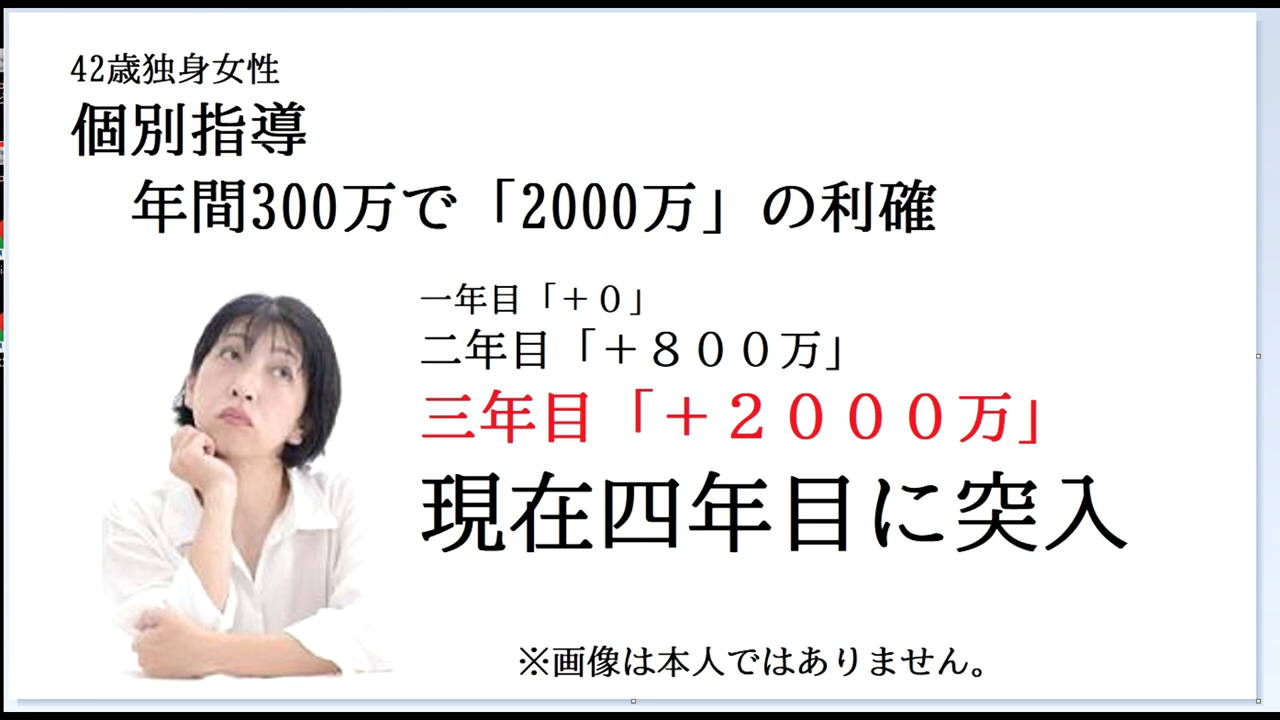 42歳独身女性
個別指導
年間300万で「2000万」の利確
一年目「＋０」
二年目「＋８００万」
三年目「＋２０００万」
現在四年目に突入
※画像は本人ではありません。